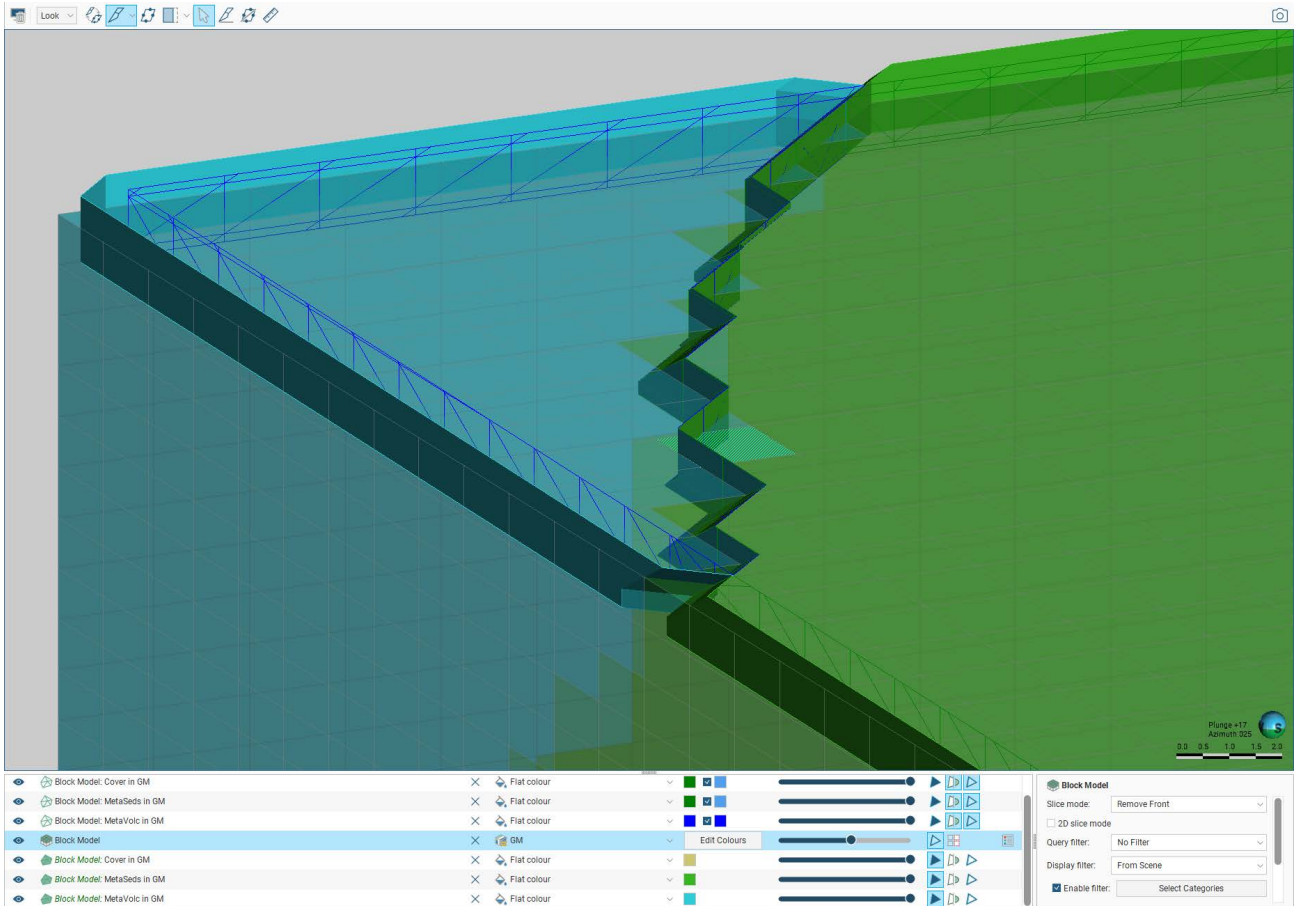 Look
Plunge +17
Azimuth 025
S
0.0 0.5 1.0 1.5 2.0
Block Model: Cover in GM Flat colour
Block Model: MetaSeds in GM Flat colour
Block Model: MetaVolc in GM Flat colour
Block Model GM Edit Colours
Block Model: Cover in GM Flat colour
Block Model: MetaSeds in GM Flat colour
Block Model: MetaVolc in GM Flat colour
Block Model
Slice mode: Remove Front
2D slice mode
Query filter: No Filter
Display filter: From Scene
Enable filter: Select Categories